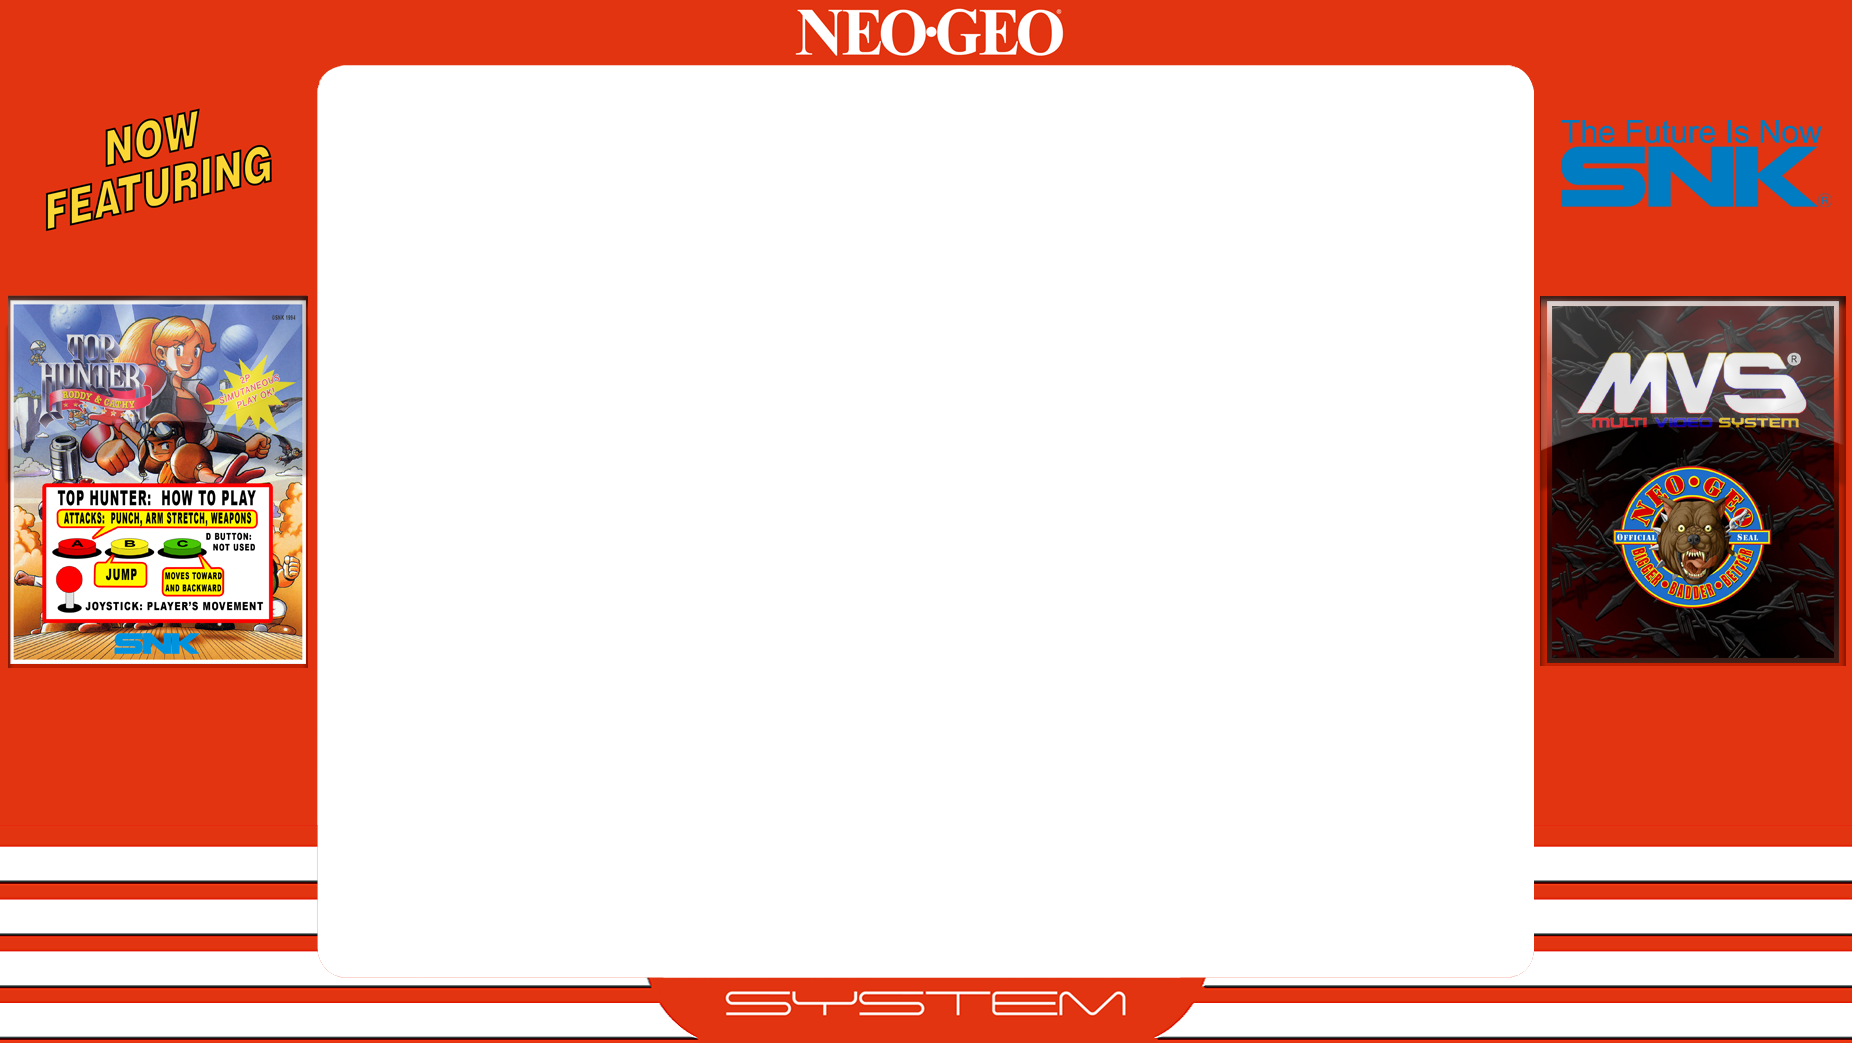 NEO•GEO®
NOW
FEATURING
The Future Is Now
SNK®
©SNK 1994
TOP
HUNTER
RODDY & CATHY
2P
SIMUTANEOUS
PLAY OK!
TOP HUNTER: HOW TO PLAY
ATTACKS: PUNCH, ARM STRETCH, WEAPONS
A B C
D BUTTON:
NOT USED
JUMP
MOVES TOWARD
AND BACKWARD
JOYSTICK: PLAYER'S MOVEMENT
SNK
MVS®
MULTI VIDEO SYSTEM
NEO•GEO
OFFICIAL SEAL
BIGGER•BADDER•BETTER
SYSTEM